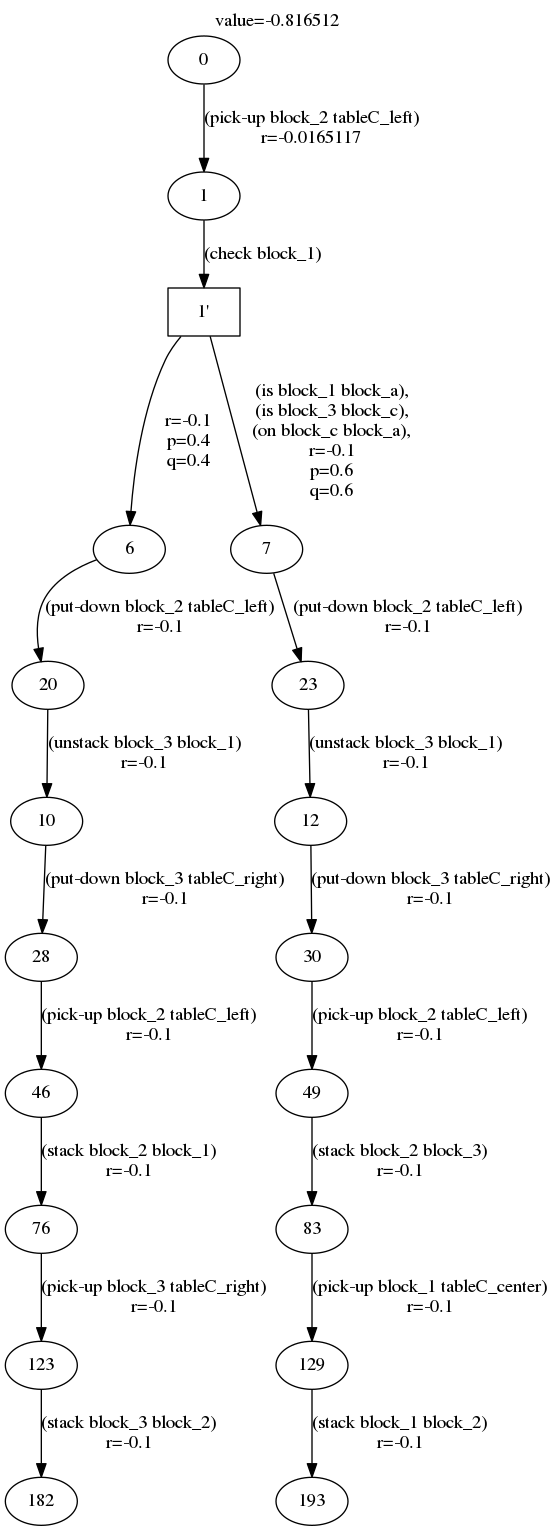 value=-0.816512
0
(pick-up block_2 tableC_left)
r=-0.0165117
1
(check block_1)
1'
r=-0.1
p=0.4
q=0.4
(is block_1 block_a),
(is block_3 block_c),
(on block_c block_a),
r=-0.1
p=0.6
q=0.6
6
7
(put-down block_2 tableC_left)
r=-0.1
(put-down block_2 tableC_left)
r=-0.1
20
23
(unstack block_3 block_1)
r=-0.1
(unstack block_3 block_1)
r=-0.1
10
12
(put-down block_3 tableC_right)
r=-0.1
(put-down block_3 tableC_right)
r=-0.1
28
30
(pick-up block_2 tableC_left)
r=-0.1
(pick-up block_2 tableC_left)
r=-0.1
46
49
(stack block_2 block_1)
r=-0.1
(stack block_2 block_3)
r=-0.1
76
83
(pick-up block_3 tableC_right)
r=-0.1
(pick-up block_1 tableC_center)
r=-0.1
123
129
(stack block_3 block_2)
r=-0.1
(stack block_1 block_2)
r=-0.1
182
193